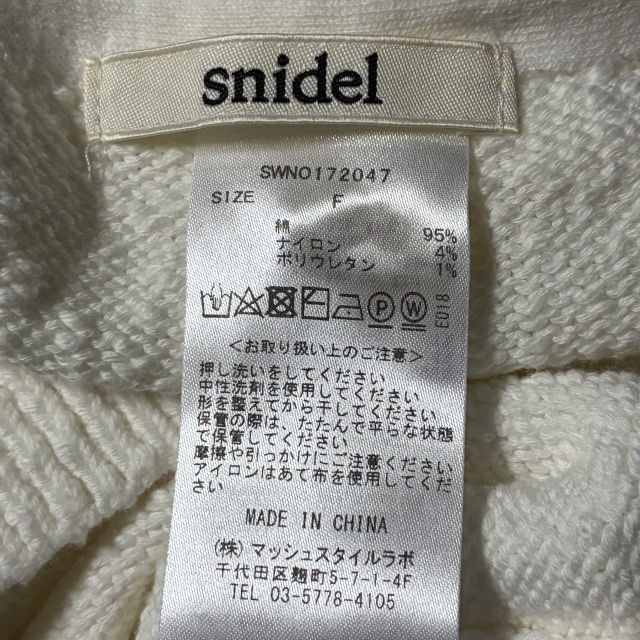 snidel
SWNO172047
SIZE F
綿 95%
ナイロン 4%
ポリウレタン 1%
P W E018
<お取り扱い上のご注意>
押し洗いをしてください
中性洗剤を使用してください
形を整えてから干してください
保管の際は、たたんで平らな状態
で保管してください
摩擦や引っかけにご注意ください
アイロンはあて布を使用してくだ
さい
MADE IN CHINA
(株)マッシュスタイルラボ
千代田区麹町5-7-1-4F
TEL 03-5778-4105